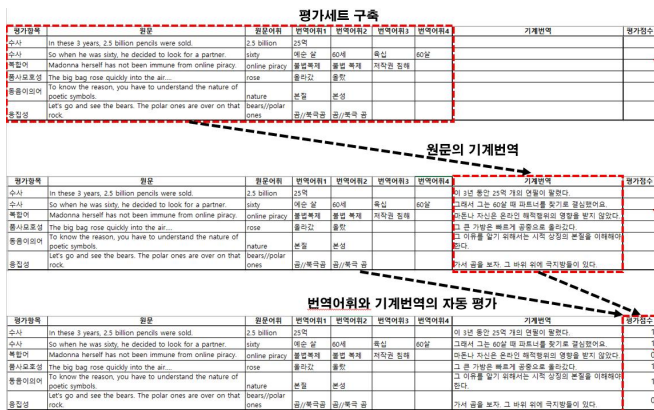 평가세트 구축
평가항목 원문 원문어휘 번역어휘1 번역어휘2 번역어휘3 번역어휘4 기계번역 평가점수
수사 In these 3 years, 2.5 billion pencils were sold. 2.5 billion 25억
수사 So when he was sixty, he decided to look for a partner. sixty 예순 살 60세 육십 60살
복합어 Madonna herself has not been immune from online piracy. online piracy 불법복제 불법 복제 저작권 침해
품사모호성 The big bag rose quickly into the air.... rose 올라갔 올랐
동음이의어 To know the reason, you have to understand the nature of poetic symbols. nature 본질 본성
응집성 Let's go and see the bears. The polar ones are over on that rock. bears//polar ones 곰//북극곰 곰//북극 곰
원문의 기계번역
평가항목 원문 원문어휘 번역어휘1 번역어휘2 번역어휘3 번역어휘4 기계번역 평가점수
수사 In these 3 years, 2.5 billion pencils were sold. 2.5 billion 25억 이 3년 동안 25억 개의 연필이 팔렸다.
수사 So when he was sixty, he decided to look for a partner. sixty 예순 살 60세 육십 60살 그래서 그는 60살 때 파트너를 찾기로 결심했어요.
복합어 Madonna herself has not been immune from online piracy. online piracy 불법복제 불법 복제 저작권 침해 마돈나 자신은 온라인 해적행위의 영향을 받지 않았다.
품사모호성 The big bag rose quickly into the air.... rose 올라갔 올랐 그 큰 가방은 빠르게 공중으로 올라갔다.
동음이의어 To know the reason, you have to understand the nature of poetic symbols. nature 본질 본성 그 이유를 알기 위해서는 시적 상징의 본질을 이해해야 한다.
응집성 Let's go and see the bears. The polar ones are over on that rock. bears//polar ones 곰//북극곰 곰//북극 곰 가서 곰을 보자. 그 바위 위에 극지방들이 있다.
번역어휘와 기계번역의 자동 평가
평가항목 원문 원문어휘 번역어휘1 번역어휘2 번역어휘3 번역어휘4 기계번역 평가점수
수사 In these 3 years, 2.5 billion pencils were sold. 2.5 billion 25억 이 3년 동안 25억 개의 연필이 팔렸다. 1
수사 So when he was sixty, he decided to look for a partner. sixty 예순 살 60세 육십 60살 그래서 그는 60살 때 파트너를 찾기로 결심했어요. 1
복합어 Madonna herself has not been immune from online piracy. online piracy 불법복제 불법 복제 저작권 침해 마돈나 자신은 온라인 해적행위의 영향을 받지 않았다. 0
품사모호성 The big bag rose quickly into the air.... rose 올라갔 올랐 그 큰 가방은 빠르게 공중으로 올라갔다. 1
동음이의어 To know the reason, you have to understand the nature of poetic symbols. nature 본질 본성 그 이유를 알기 위해서는 시적 상징의 본질을 이해해야 한다. 1
응집성 Let's go and see the bears. The polar ones are over on that rock. bears//polar ones 곰//북극곰 곰//북극 곰 가서 곰을 보자. 그 바위 위에 극지방들이 있다. 0